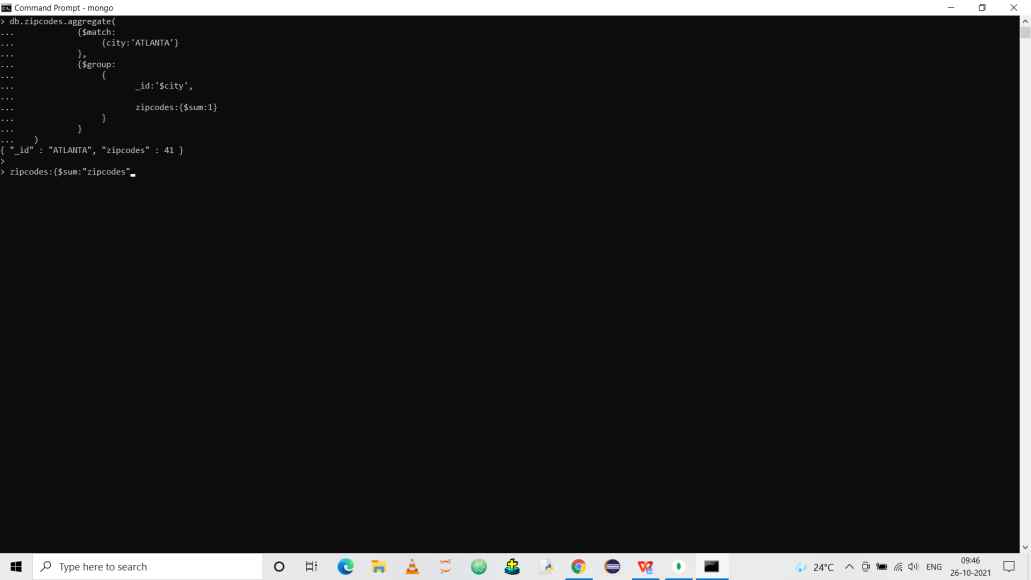 Command Prompt - mongo
> db.zipcodes.aggregate(
... {$match:
... {city:'ATLANTA'}
... },
... {$group:
... {
... _id:'$city',
...
... zipcodes:{$sum:1}
... }
... }
... )
{ "_id" : "ATLANTA", "zipcodes" : 41 }
>
> zipcodes:{$sum:"zipcodes"_
Type here to search
24°C
ENG
09:46
26-10-2021